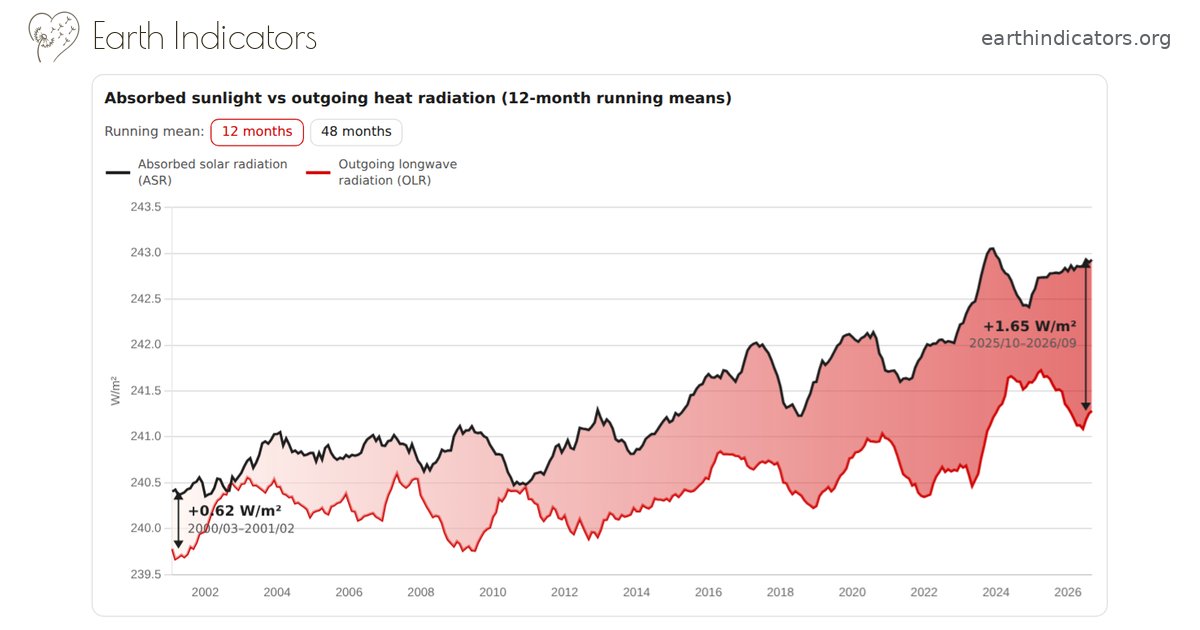 Earth Indicators
earthindicators.org
Absorbed sunlight vs outgoing heat radiation (12-month running means)
Running mean: 12 months 48 months
Absorbed solar radiation
(ASR)
Outgoing longwave
radiation (OLR)
243.5
243.0
242.5
242.0
241.5
241.0
240.5
240.0
239.5
W/m²
+1.65 W/m²
2025/10–2026/09
+0.62 W/m²
2000/03–2001/02
2002 2004 2006 2008 2010 2012 2014 2016 2018 2020 2022 2024 2026